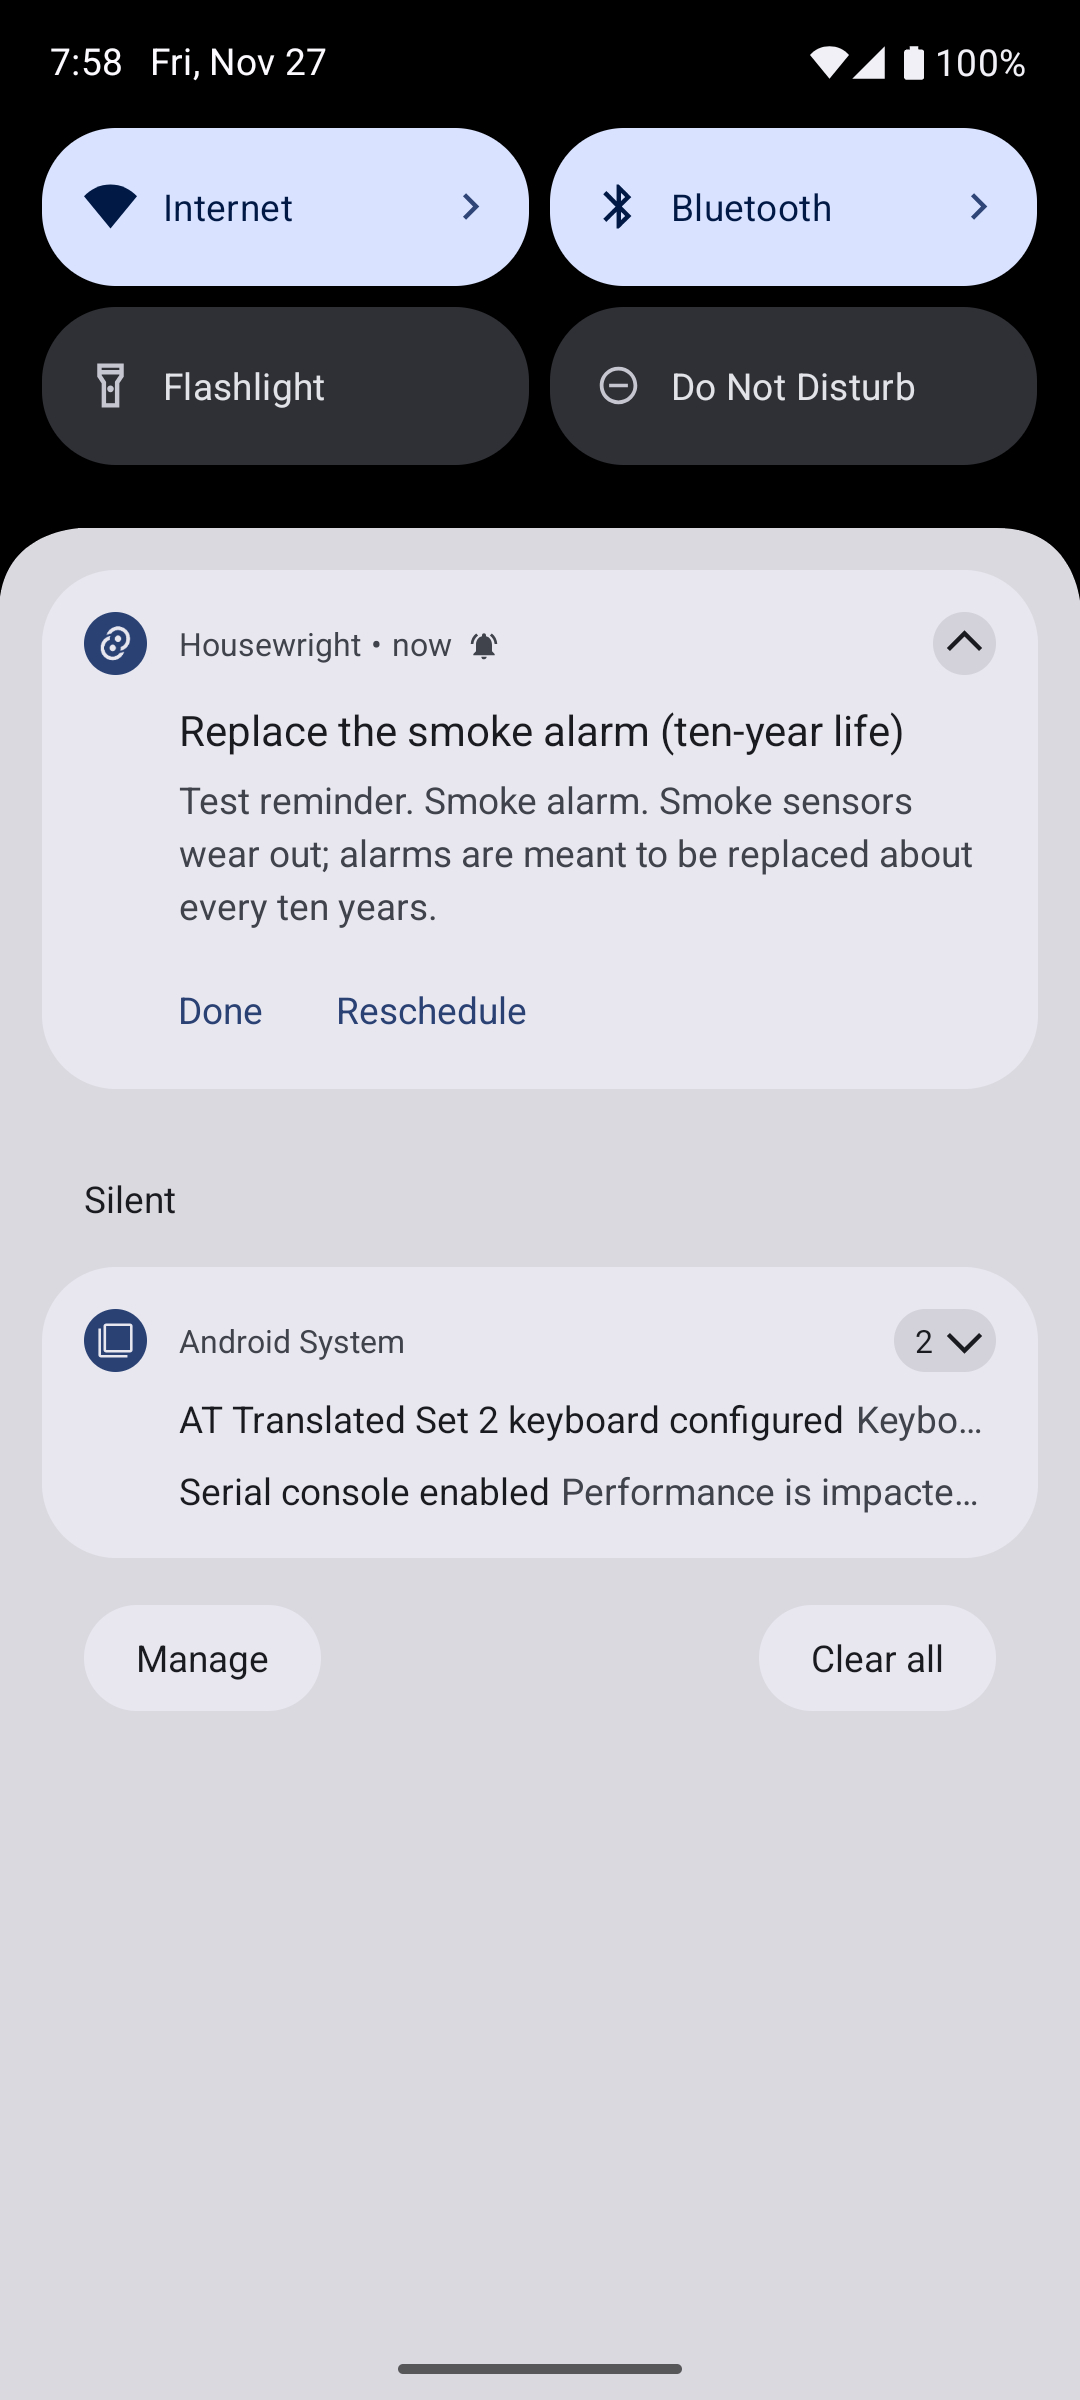 7:58 Fri, Nov 27
100%
Internet
Bluetooth
Flashlight
Do Not Disturb
Housewright • now
Replace the smoke alarm (ten-year life)
Test reminder. Smoke alarm. Smoke sensors
wear out; alarms are meant to be replaced about
every ten years.
Done Reschedule
Silent
Android System
2
AT Translated Set 2 keyboard configured Keybo…
Serial console enabled Performance is impacte…
Manage
Clear all